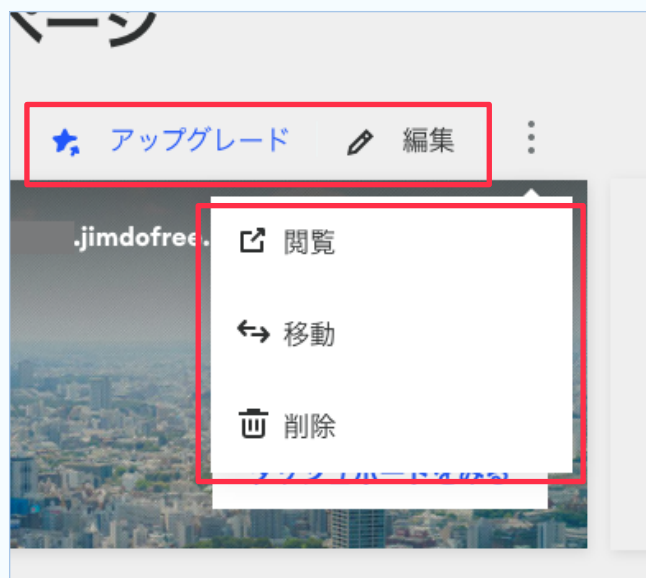 ページ
アップグレード 編集
.jimdofree.
閲覧
移動
削除